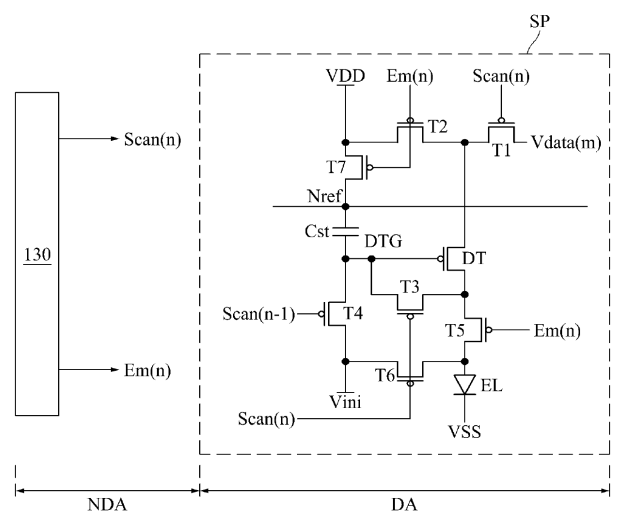 SP
VDD
Em(n)
Scan(n)
Scan(n)
T2
T1
Vdata(m)
T7
Nref
Cst
DTG
130
DT
T3
Scan(n-1)
T4
T5
Em(n)
Em(n)
T6
EL
Vini
Scan(n)
VSS
NDA
DA